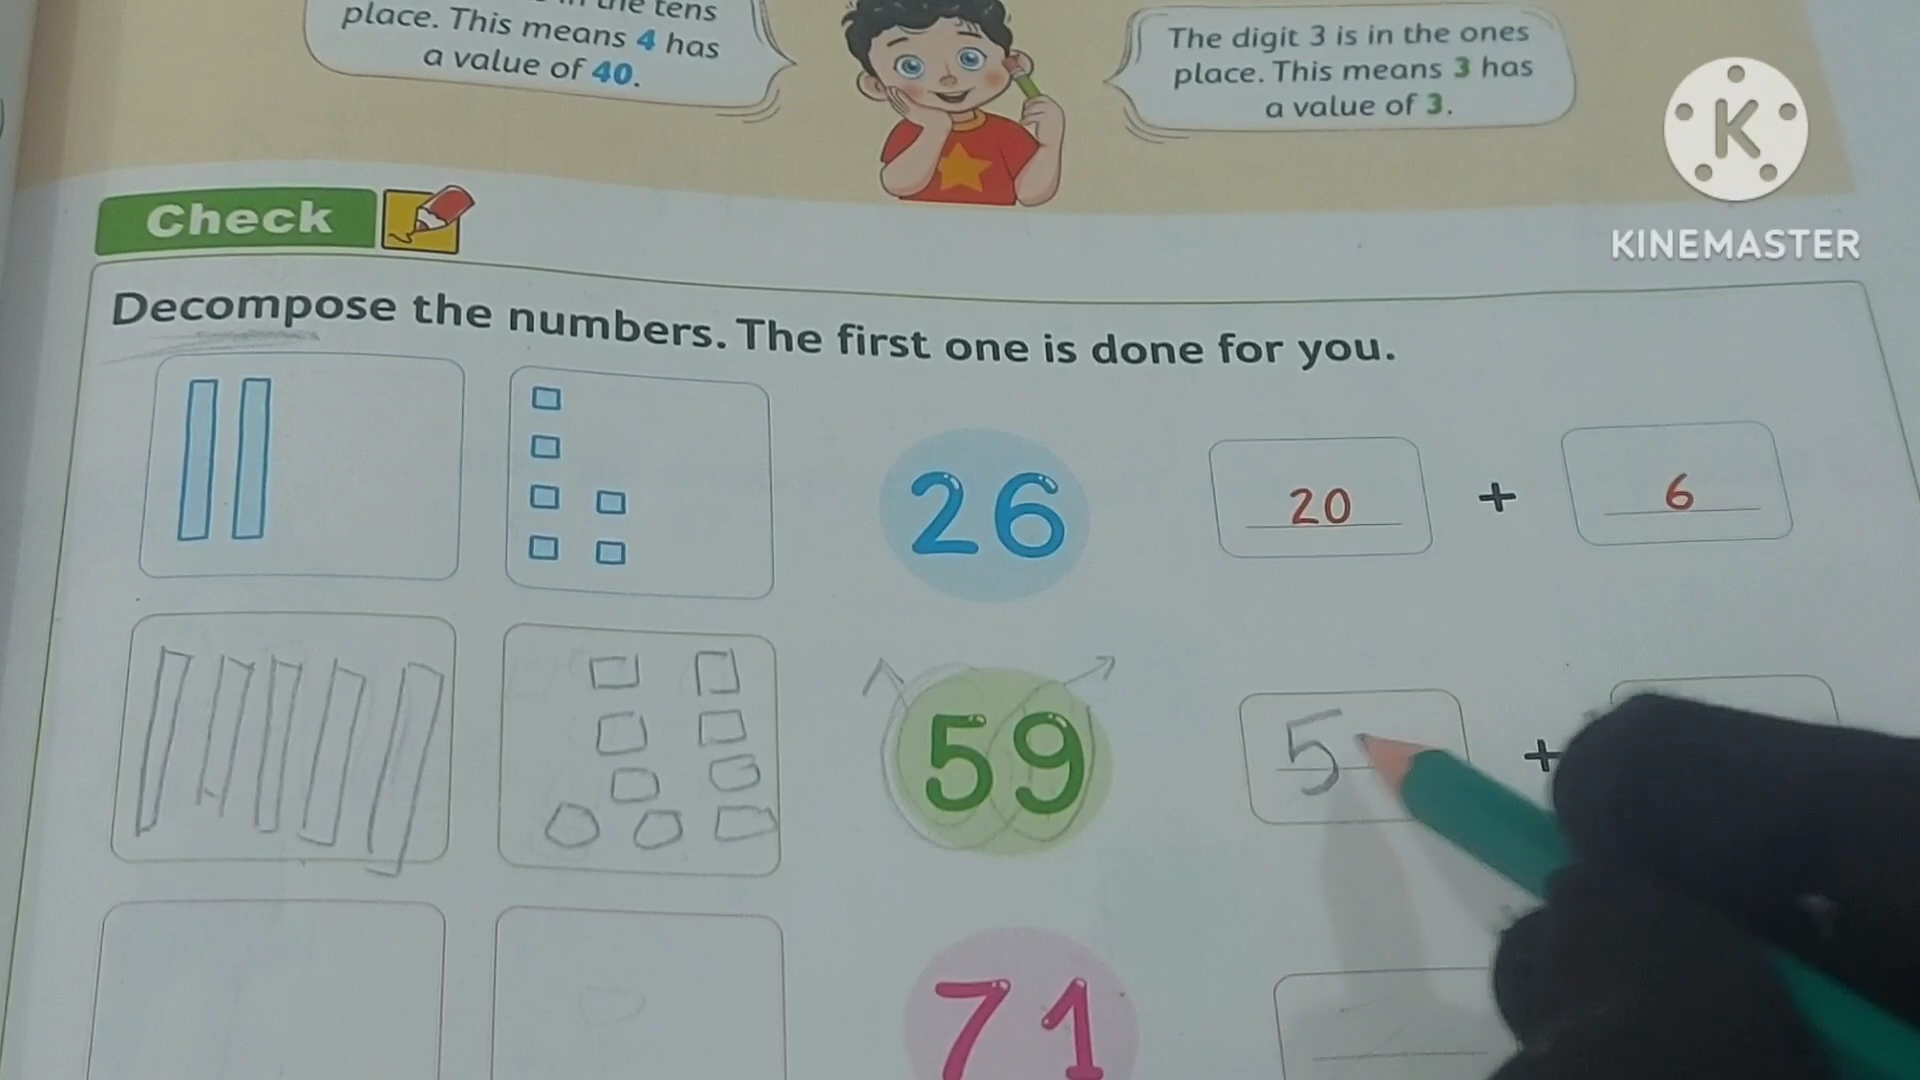 the tens
place. This means 4 has
a value of 40.
The digit 3 is in the ones
place. This means 3 has
a value of 3.
K
KINEMASTER
Check
Decompose the numbers. The first one is done for you.
26 20 + 6
59 5 +
71